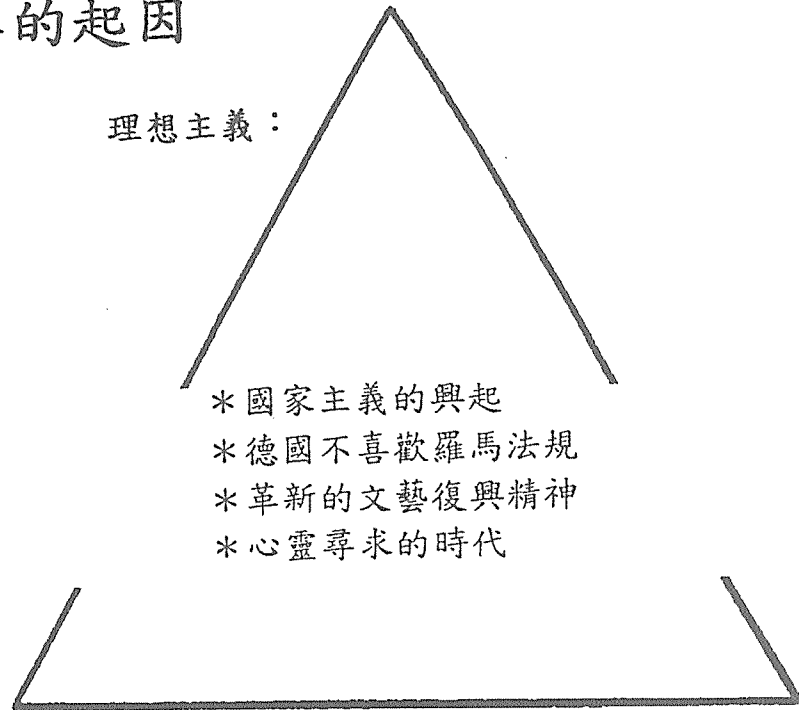 的起因
理想主義：
＊國家主義的興起
＊德國不喜歡羅馬法規
＊革新的文藝復興精神
＊心靈尋求的時代